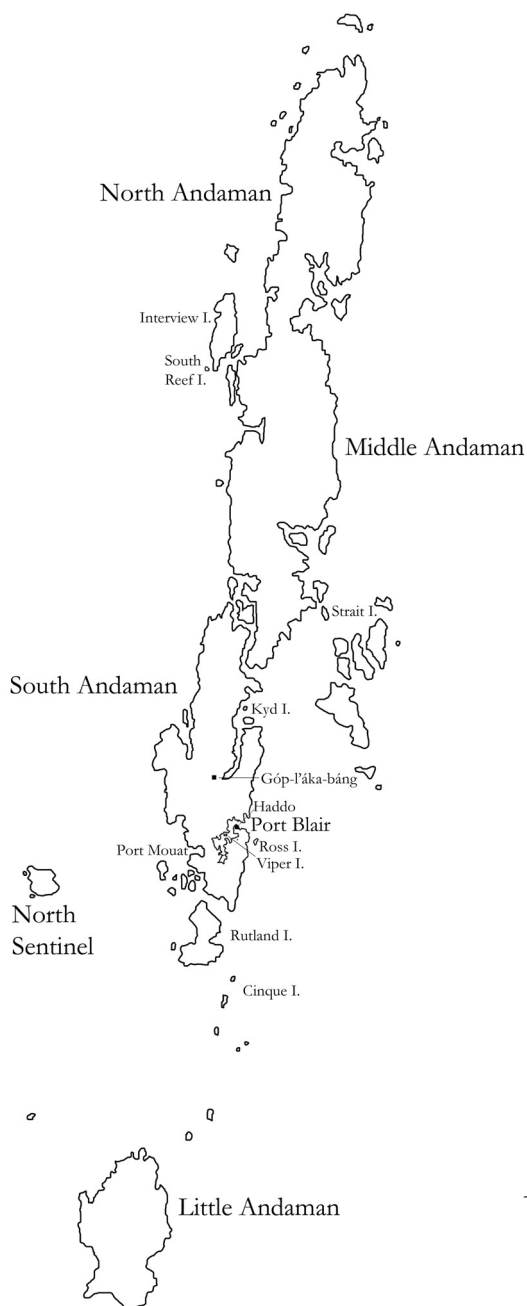 North Andaman
Interview I.
South
Reef I.
Middle Andaman
Strait I.
South Andaman
Kyd I.
Góp-l'áka-báng
Haddo
Port Blair
Port Mouat
Ross I.
Viper I.
North
Sentinel
Rutland I.
Cinque I.
Little Andaman